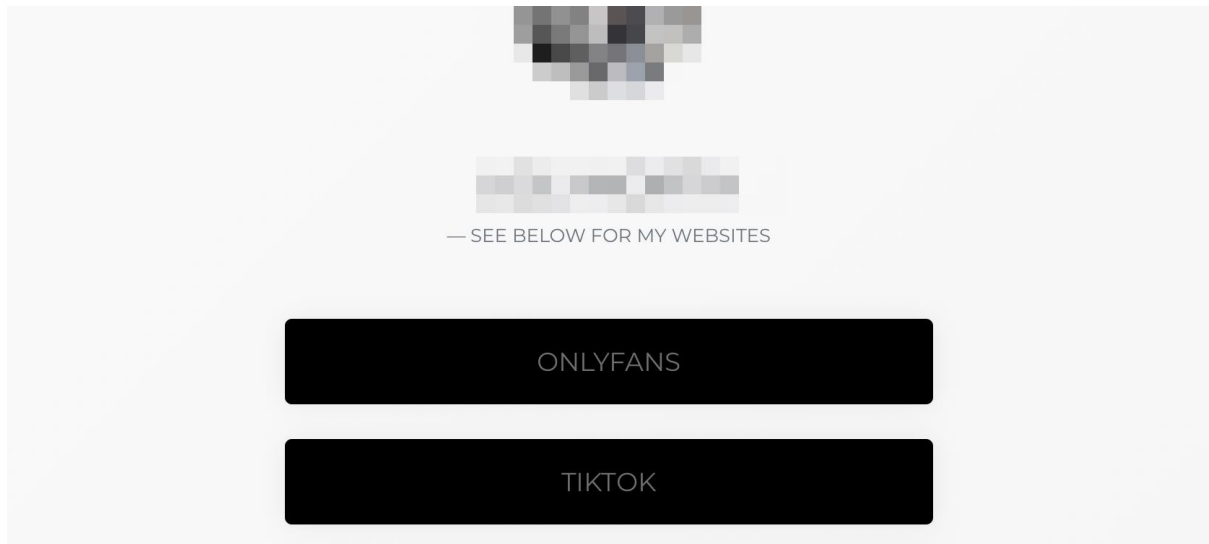 — SEE BELOW FOR MY WEBSITES
ONLYFANS
TIKTOK